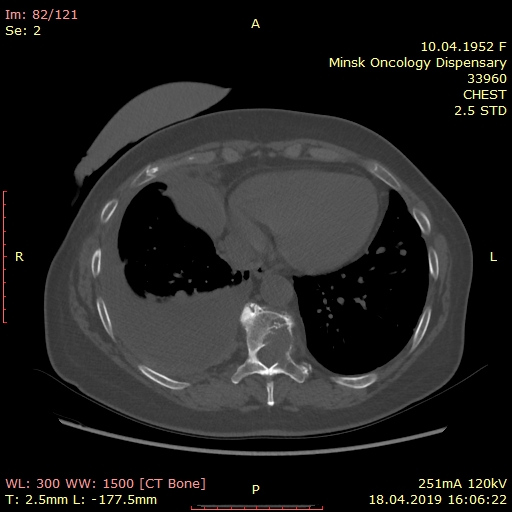 Im: 82/121
Se: 2
A
10.04.1952 F
Minsk Oncology Dispensary
33960
CHEST
2.5 STD
R
L
WL: 300 WW: 1500 [CT Bone]
T: 2.5mm L: -177.5mm
P
251mA 120kV
18.04.2019 16:06:22